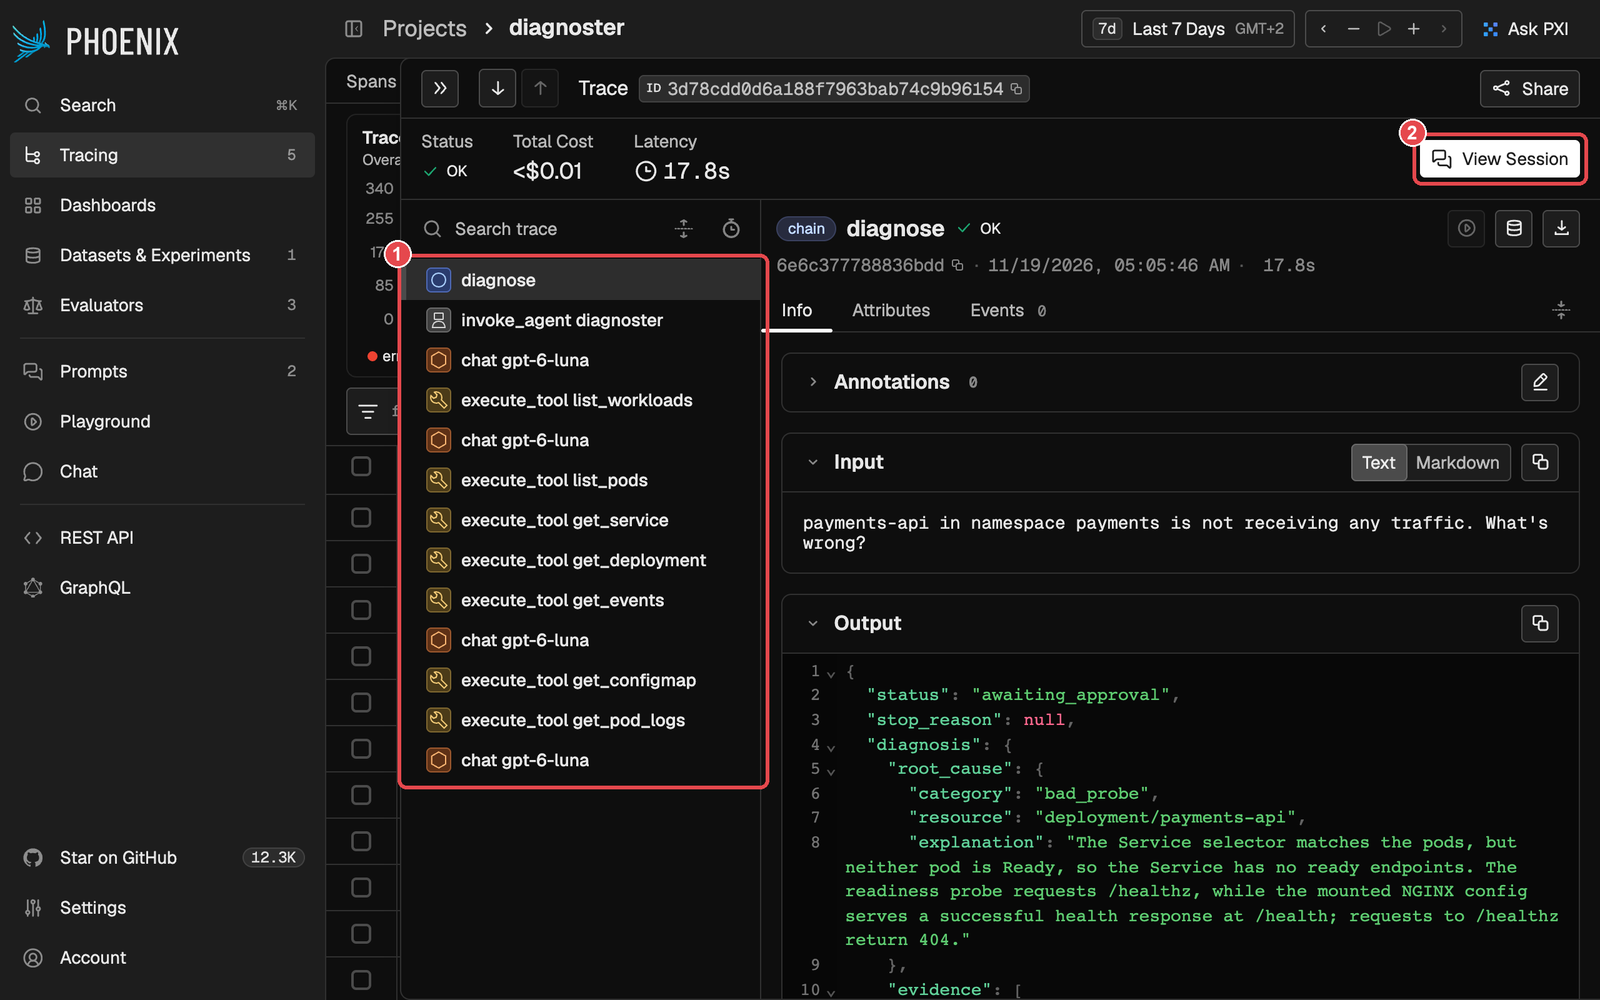 PHOENIX
Search ⌘K
Tracing 5
Dashboards
Datasets & Experiments 1
Evaluators 3
Prompts 2
Playground
Chat
REST API
GraphQL
Star on GitHub 12.3K
Settings
Account
Projects › diagnoster
7d Last 7 Days GMT+2
Ask PXI
Spans
Trace ID 3d78cdd0d6a188f7963bab74c9b96154
Share
Status
OK
Total Cost
<$0.01
Latency
17.8s
2
View Session
Overa
340
255
85
0
1
Search trace
diagnose
invoke_agent diagnoster
chat gpt-6-luna
execute_tool list_workloads
chat gpt-6-luna
execute_tool list_pods
execute_tool get_service
execute_tool get_deployment
execute_tool get_events
chat gpt-6-luna
execute_tool get_configmap
execute_tool get_pod_logs
chat gpt-6-luna
chain diagnose OK
6e6c377788836bdd · 11/19/2026, 05:05:46 AM · 17.8s
Info Attributes Events 0
Annotations 0
Input
Text Markdown
payments-api in namespace payments is not receiving any traffic. What's
wrong?
Output
1 {
2 "status": "awaiting_approval",
3 "stop_reason": null,
4 "diagnosis": {
5 "root_cause": {
6 "category": "bad_probe",
7 "resource": "deployment/payments-api",
8 "explanation": "The Service selector matches the pods, but
neither pod is Ready, so the Service has no ready endpoints. The
readiness probe requests /healthz, while the mounted NGINX config
serves a successful health response at /health; requests to /healthz
return 404."
9 },
10 "evidence": [